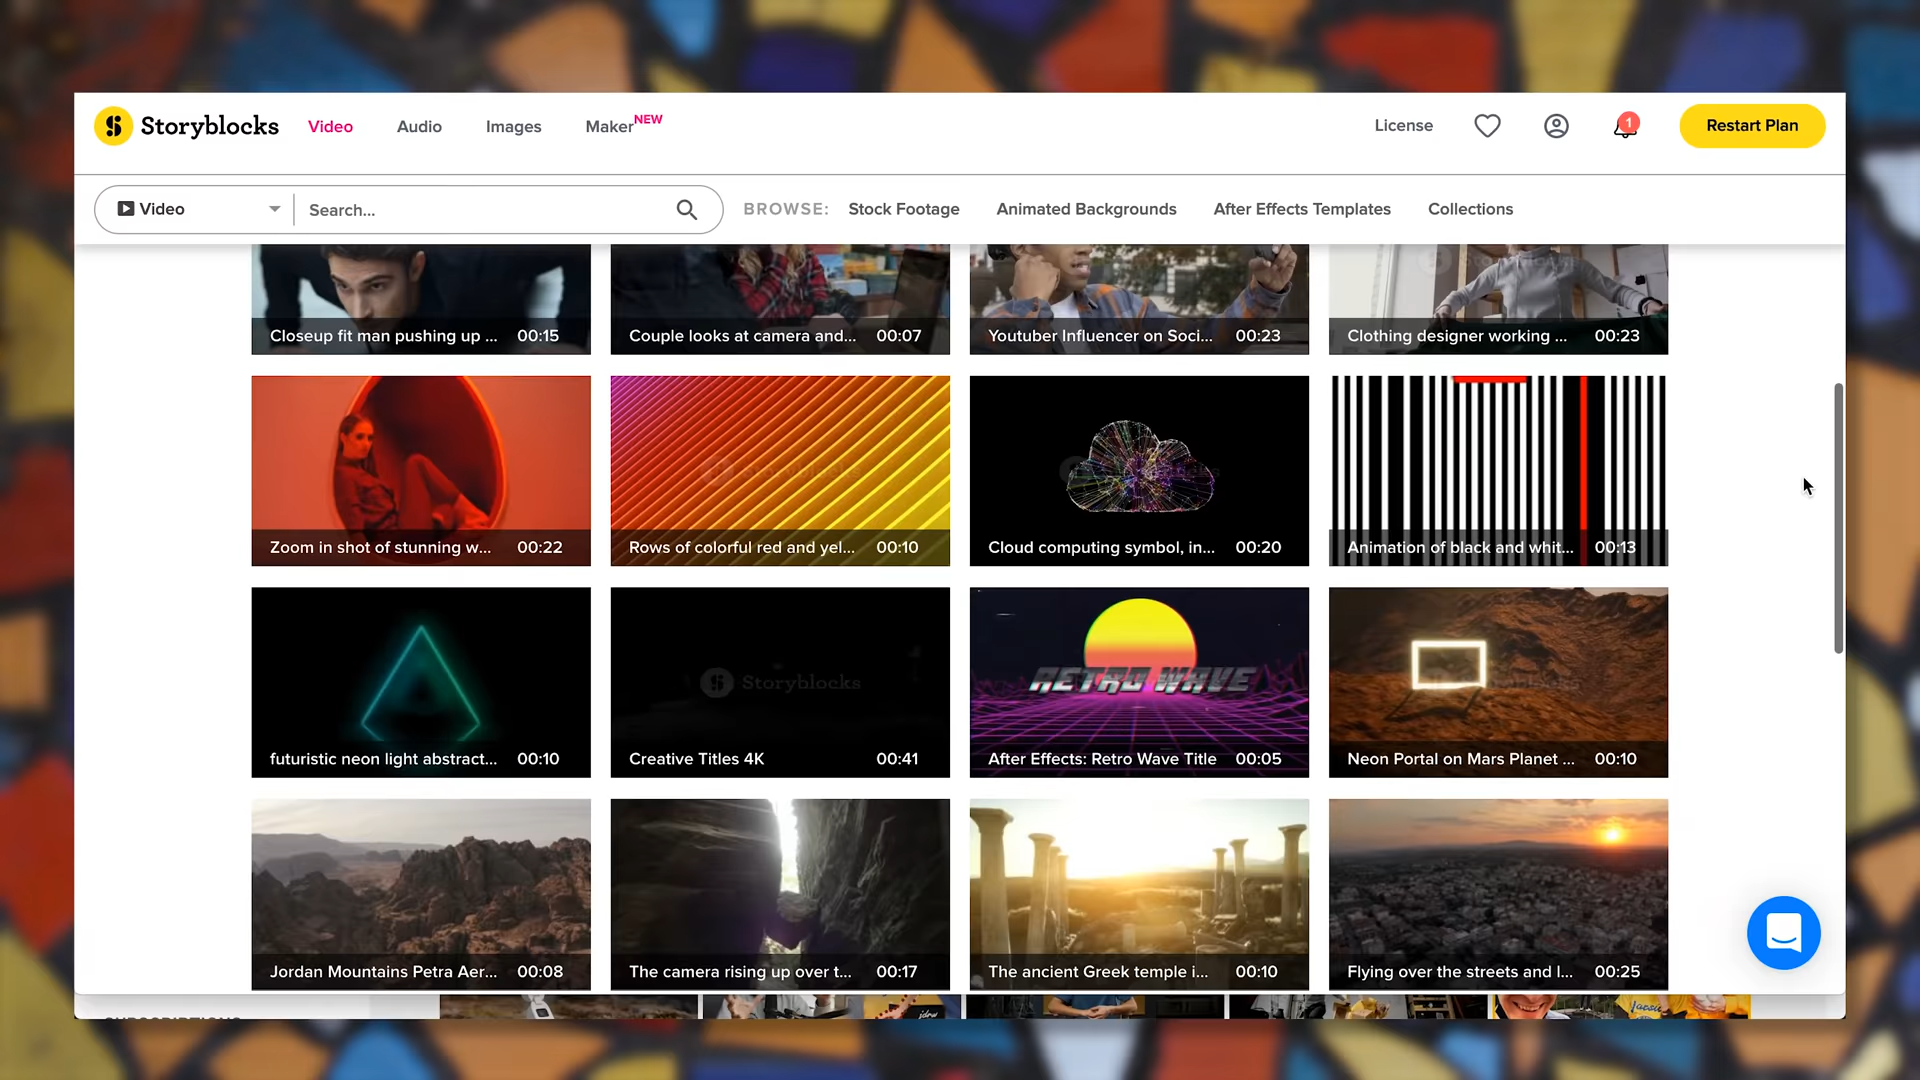 Storyblocks
Video
Audio
Images
Maker NEW
License
1
Restart Plan
Video
Search...
BROWSE:
Stock Footage
Animated Backgrounds
After Effects Templates
Collections
Closeup fit man pushing up ... 00:15
Couple looks at camera and... 00:07
Youtuber Influencer on Soci... 00:23
Clothing designer working ... 00:23
Zoom in shot of stunning w... 00:22
Rows of colorful red and yel... 00:10
Cloud computing symbol, in... 00:20
Animation of black and whit... 00:13
Storyblocks
RETRO WAVE
futuristic neon light abstract... 00:10
Creative Titles 4K 00:41
After Effects: Retro Wave Title 00:05
Neon Portal on Mars Planet ... 00:10
Jordan Mountains Petra Aer... 00:08
The camera rising up over t... 00:17
The ancient Greek temple i... 00:10
Flying over the streets and l... 00:25
SUBSCRIPTIONS